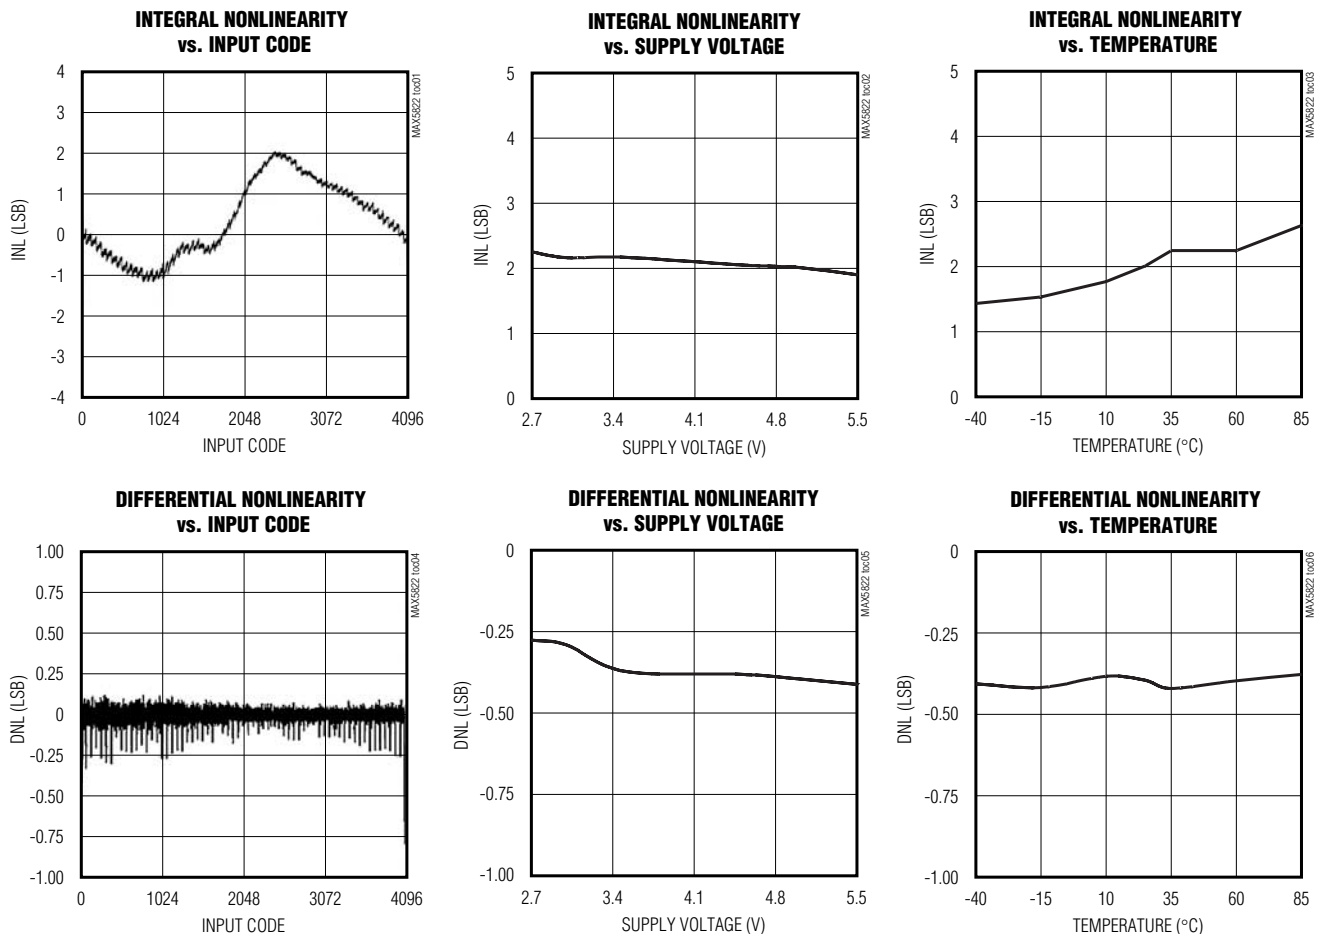 INTEGRAL NONLINEARITY
vs. INPUT CODE
4
3
2
1
0
-1
-2
-3
-4
INL (LSB)
0
1024
2048
3072
4096
INPUT CODE
MAX5822 toc01
INTEGRAL NONLINEARITY
vs. SUPPLY VOLTAGE
5
4
3
2
1
0
INL (LSB)
2.7
3.4
4.1
4.8
5.5
SUPPLY VOLTAGE (V)
MAX5822 toc02
INTEGRAL NONLINEARITY
vs. TEMPERATURE
5
4
3
2
1
0
INL (LSB)
-40
-15
10
35
60
85
TEMPERATURE (°C)
MAX5822 toc03
DIFFERENTIAL NONLINEARITY
vs. INPUT CODE
1.00
0.75
0.50
0.25
0
-0.25
-0.50
-0.75
-1.00
DNL (LSB)
0
1024
2048
3072
4096
INPUT CODE
MAX5822 toc04
DIFFERENTIAL NONLINEARITY
vs. SUPPLY VOLTAGE
0
-0.25
-0.50
-0.75
-1.00
DNL (LSB)
2.7
3.4
4.1
4.8
5.5
SUPPLY VOLTAGE (V)
MAX5822 toc05
DIFFERENTIAL NONLINEARITY
vs. TEMPERATURE
0
-0.25
-0.50
-0.75
-1.00
DNL (LSB)
-40
-15
10
35
60
85
TEMPERATURE (°C)
MAX5822 toc06